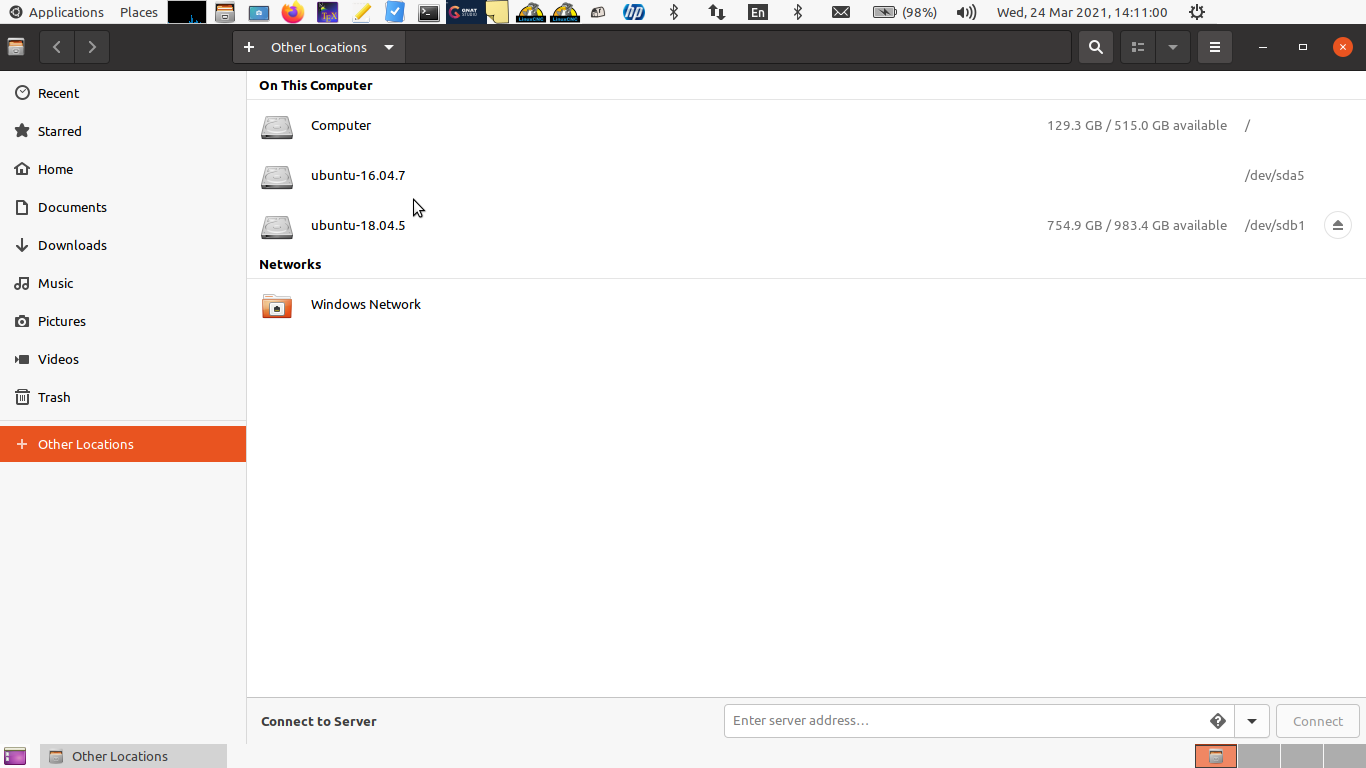 Applications Places En (98%) Wed, 24 Mar 2021, 14:11:00
Other Locations
Recent
Starred
Home
Documents
Downloads
Music
Pictures
Videos
Trash
Other Locations
On This Computer
Computer 129.3 GB / 515.0 GB available /
ubuntu-16.04.7 /dev/sda5
ubuntu-18.04.5 754.9 GB / 983.4 GB available /dev/sdb1
Networks
Windows Network
Connect to Server Enter server address... Connect
Other Locations